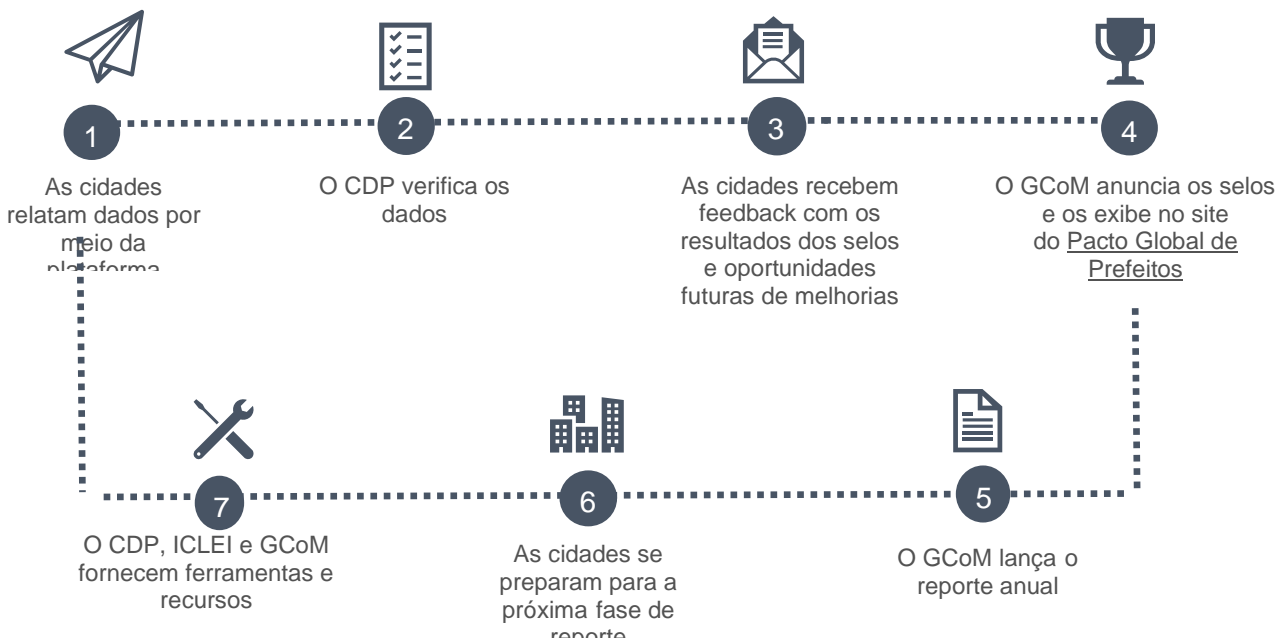 1
As cidades
relatam dados por
meio da
plataforma
2
O CDP verifica os
dados
3
As cidades recebem
feedback com os
resultados dos selos
e oportunidades
futuras de melhorias
4
O GCoM anuncia os selos
e os exibe no site
do Pacto Global de
Prefeitos
5
O GCoM lança o
reporte anual
6
As cidades se
preparam para a
próxima fase de
reporte
7
O CDP, ICLEI e GCoM
fornecem ferramentas e
recursos